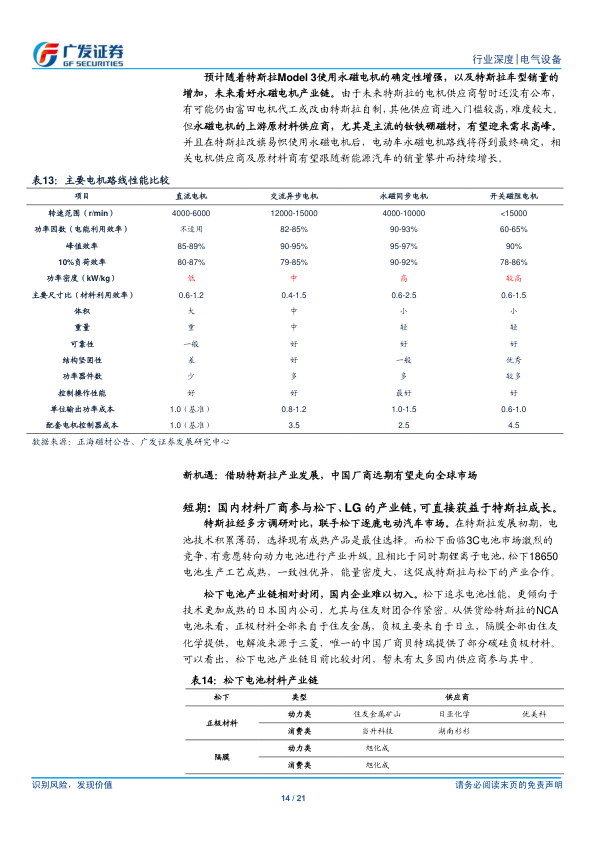 广发证券
GF SECURITIES
行业深度|电气设备
预计随着特斯拉Model 3使用永磁电机的确定性增强，以及特斯拉车型销量的
增加，未来看好永磁电机产业链。由于未来特斯拉的电机供应商暂时还没有公布，
有可能仍由富田电机代工或改由特斯拉自制，其他供应商进入门槛较高，难度较大。
但永磁电机的上游原材料供应商，尤其是主流的钕铁硼磁材，有望迎来需求高峰。
并且在特斯拉改旗易帜使用永磁电机后，电动车永磁电机路线将得到最终确定，相
关电机供应商及原材料商有望跟随新能源汽车的销量攀升而持续增长。
表13：主要电机路线性能比较
项目 直流电机 交流异步电机 永磁同步电机 开关磁阻电机
转速范围（r/min） 4000-6000 12000-15000 4000-10000 <15000
功率因数（电能利用效率） 不适用 82-85% 90-93% 60-65%
峰值效率 85-89% 90-95% 95-97% 90%
10%负荷效率 80-87% 79-85% 90-92% 78-86%
功率密度（kW/kg） 低 中 高 较高
主要尺寸比（材料利用效率） 0.6-1.2 0.4-1.5 0.6-2.5 0.6-1.5
体积 大 中 小 小
重量 重 中 轻 轻
可靠性 一般 好 好 好
结构坚固性 差 好 一般 优秀
功率器件数 少 多 多 较多
控制操作性能 好 好 最好 好
单位输出功率成本 1.0（基准） 0.8-1.2 1.0-1.5 0.6-1.0
配套电机控制器成本 1.0（基准） 3.5 2.5 4.5
数据来源：正海磁材公告、广发证券发展研究中心
新机遇：借助特斯拉产业发展，中国厂商远期有望走向全球市场
短期：国内材料厂商参与松下、LG 的产业链，可直接获益于特斯拉成长。
特斯拉经多方调研对比，联手松下逐鹿电动汽车市场。在特斯拉发展初期，电
池技术积累薄弱，选择现有成熟产品是最佳选择。而松下面临3C电池市场激烈的
竞争，有意愿转向动力电池进行产业升级。且相比于同时期锂离子电池，松下18650
电池生产工艺成熟，一致性优异，能量密度大，这促成特斯拉与松下的产业合作。
松下电池产业链相对封闭，国内企业难以切入。松下追求电池性能，更倾向于
技术更加成熟的日本国内公司，尤其与住友财团合作紧密。从供货给特斯拉的NCA
电池来看，正极材料全部来自于住友金属，负极主要来自于日立，隔膜全部由住友
化学提供，电解液来源于三菱，唯一的中国厂商贝特瑞提供了部分碳硅负极材料。
可以看出，松下电池产业链目前比较封闭，暂未有太多国内供应商参与其中。
表14：松下电池材料产业链
松下 类型 供应商
正极材料 动力类 住友金属矿山 日亚化学 优美科
消费类 当升科技 湖南杉杉
隔膜 动力类 旭化成
消费类 旭化成
识别风险，发现价值 请务必阅读末页的免责声明
14 / 21